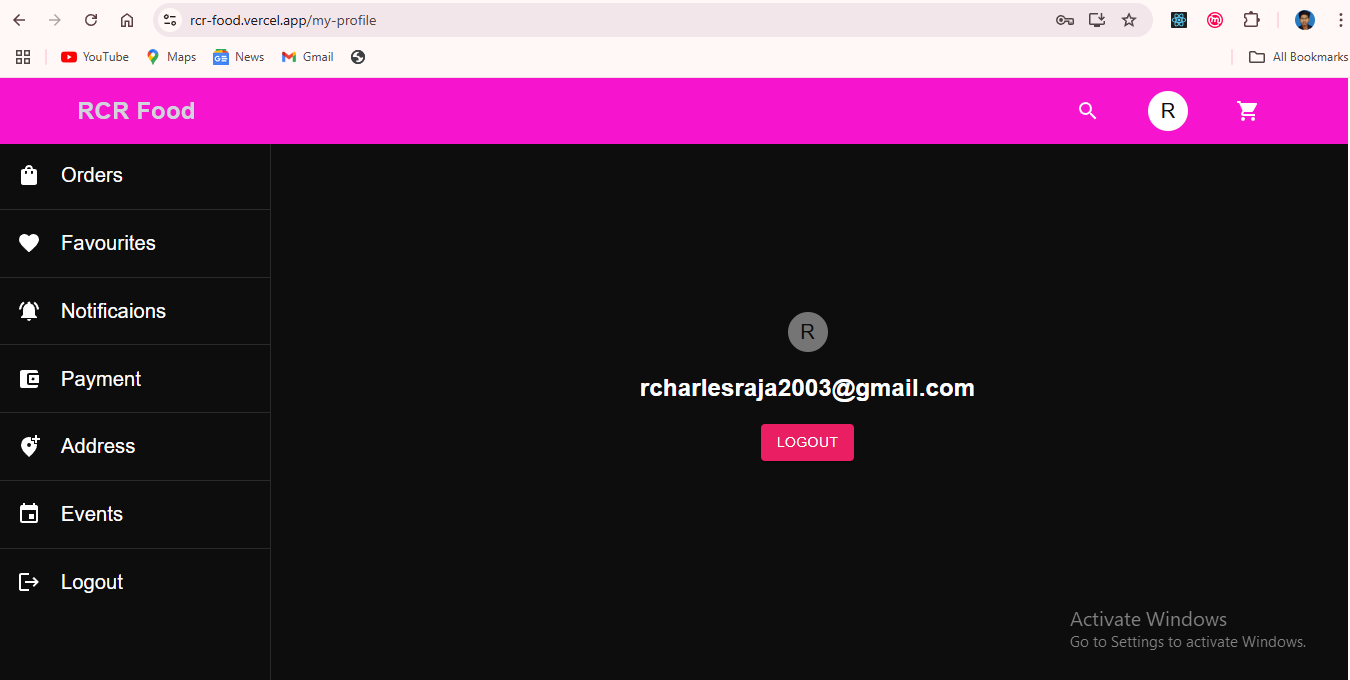 rcr-food.vercel.app/my-profile
YouTube Maps News Gmail All Bookmarks
RCR Food R
Orders
Favourites
Notificaions
Payment
Address
Events
Logout
R
rcharlesraja2003@gmail.com
LOGOUT
Activate Windows
Go to Settings to activate Windows.